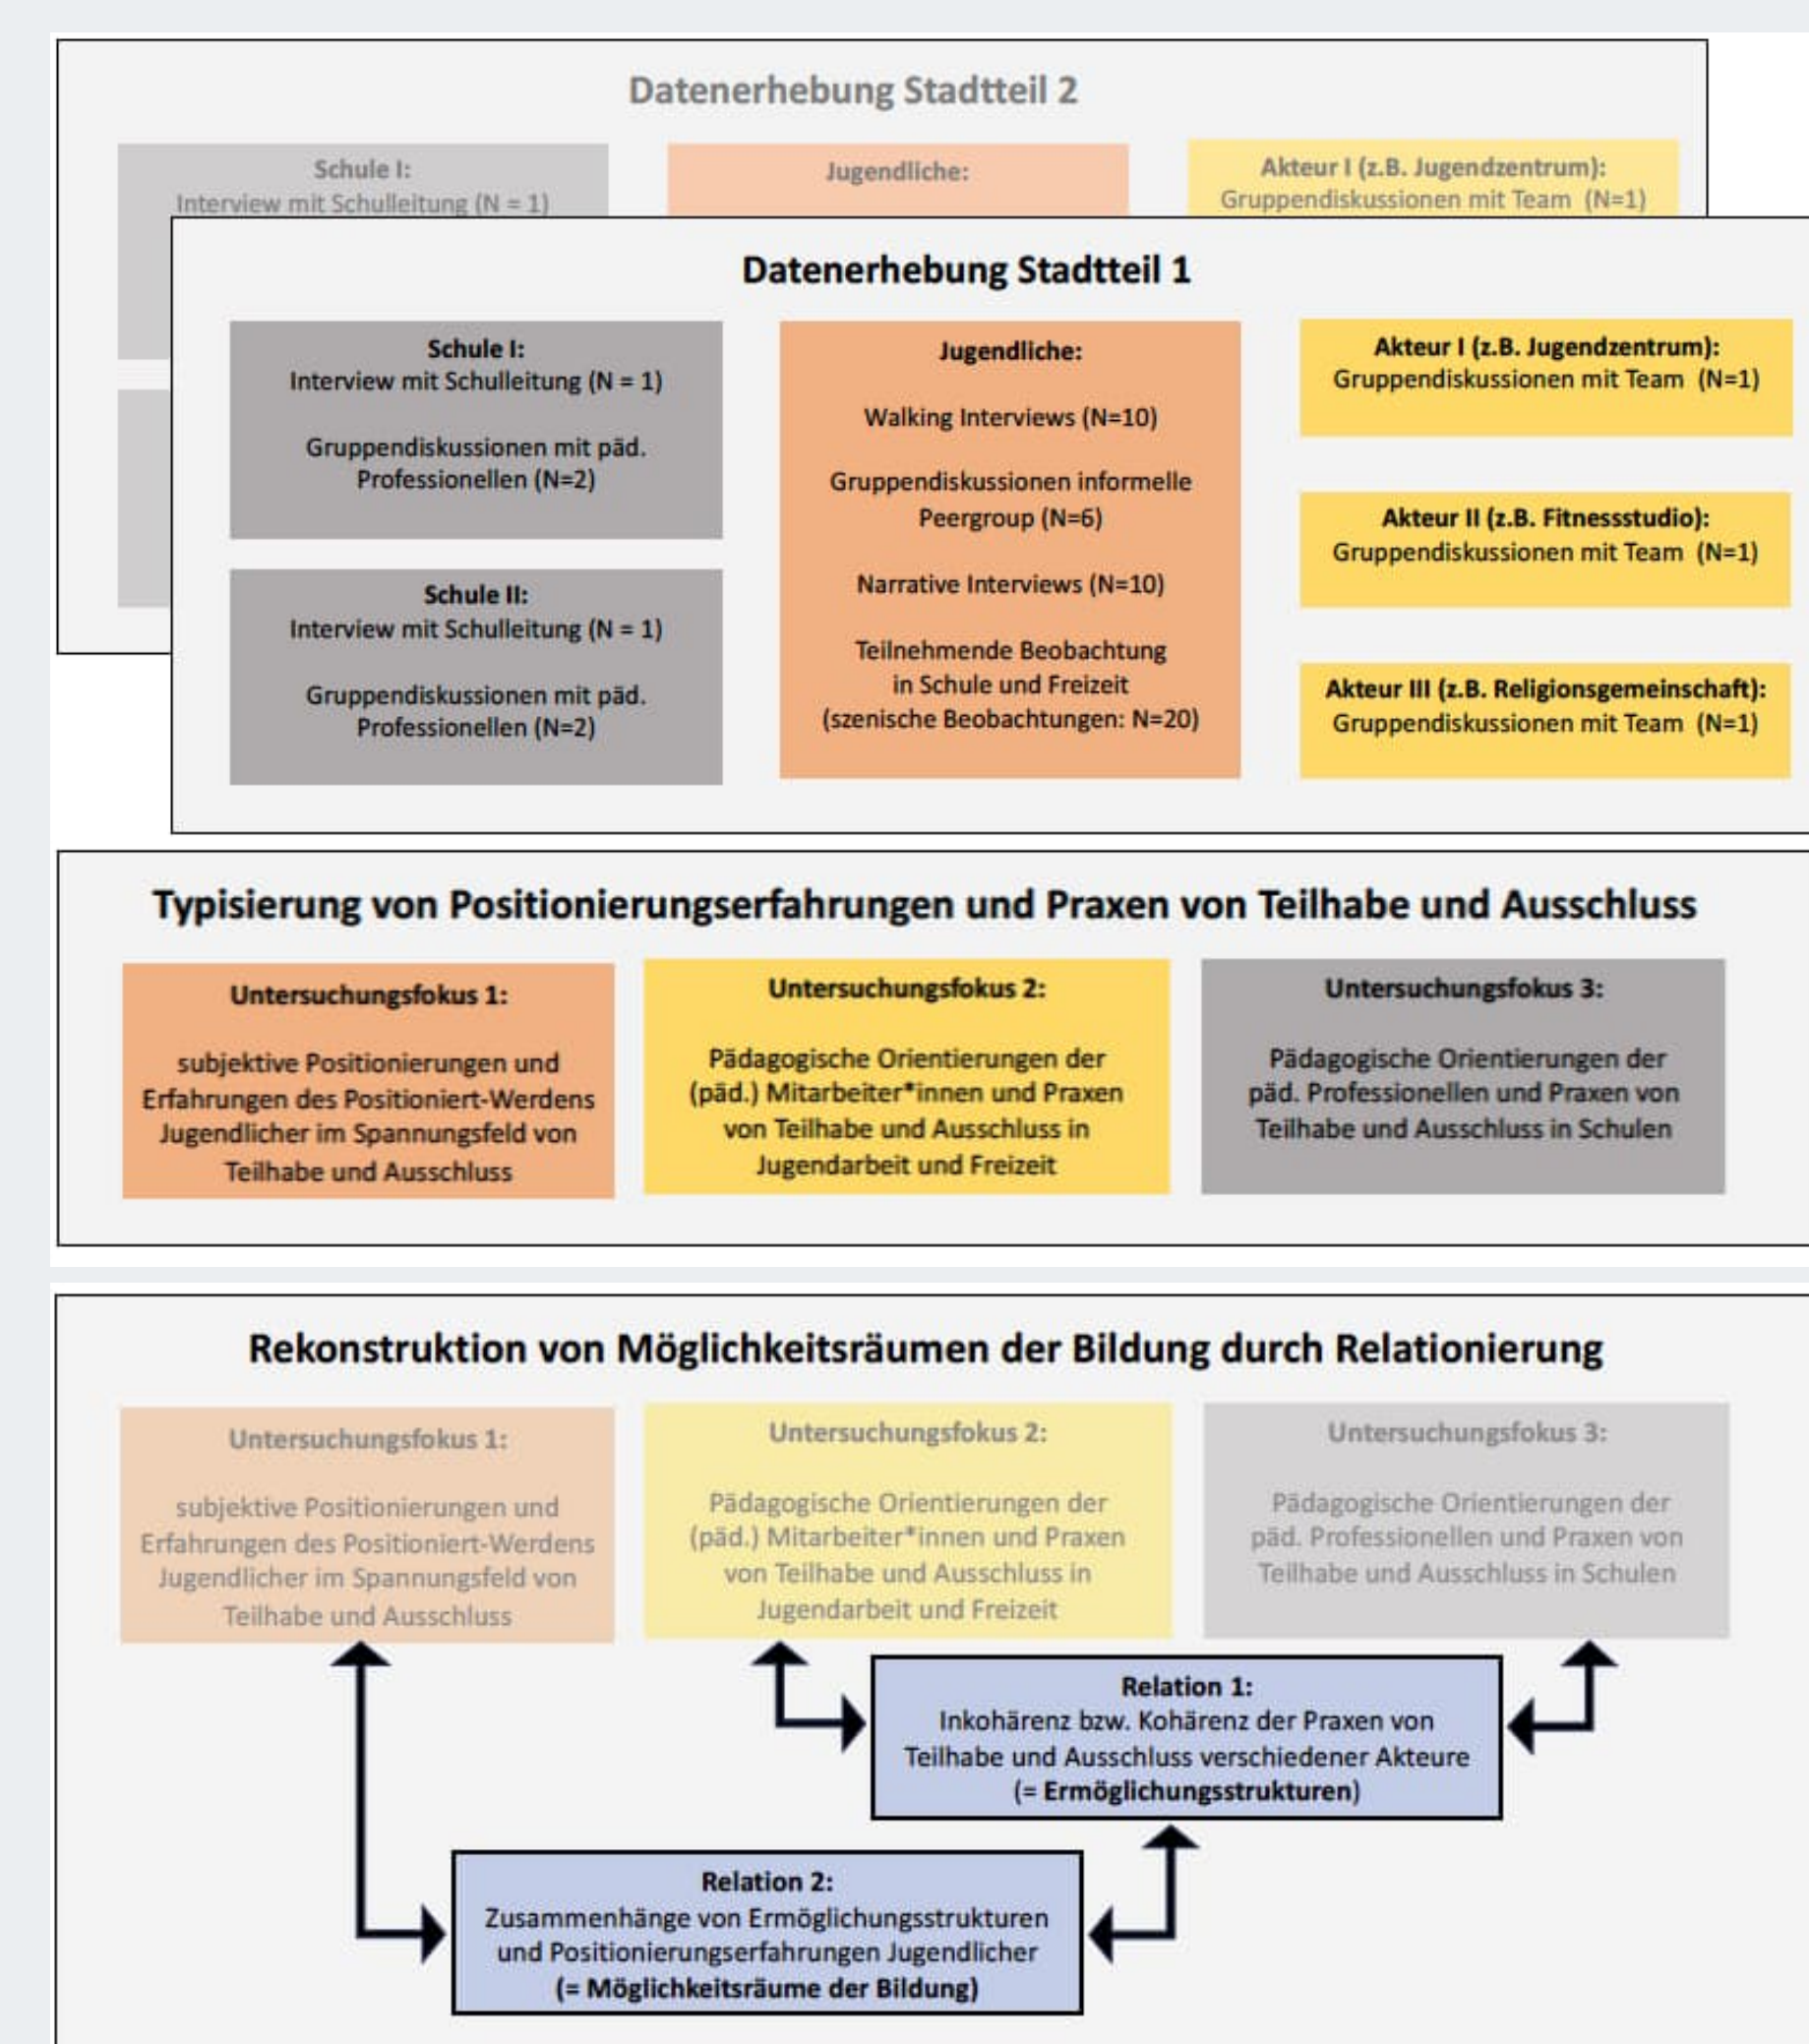 Datenerhebung Stadtteil 2
Schule I:
Interview mit Schulleitung (N = 1)
Jugendliche:
Akteur I (z.B. Jugendzentrum):
Gruppendiskussionen mit Team (N=1)
Datenerhebung Stadtteil 1
Schule I:
Interview mit Schulleitung (N = 1)
Gruppendiskussionen mit päd.
Professionellen (N=2)
Schule II:
Interview mit Schulleitung (N = 1)
Gruppendiskussionen mit päd.
Professionellen (N=2)
Jugendliche:
Walking Interviews (N=10)
Gruppendiskussionen informelle
Peergroup (N=6)
Narrative Interviews (N=10)
Teilnehmende Beobachtung
in Schule und Freizeit
(szenische Beobachtungen: N=20)
Akteur I (z.B. Jugendzentrum):
Gruppendiskussionen mit Team (N=1)
Akteur II (z.B. Fitnessstudio):
Gruppendiskussionen mit Team (N=1)
Akteur III (z.B. Religionsgemeinschaft):
Gruppendiskussionen mit Team (N=1)
Typisierung von Positionierungserfahrungen und Praxen von Teilhabe und Ausschluss
Untersuchungsfokus 1:
subjektive Positionierungen und
Erfahrungen des Positioniert-Werdens
Jugendlicher im Spannungsfeld von
Teilhabe und Ausschluss
Untersuchungsfokus 2:
Pädagogische Orientierungen der
(päd.) Mitarbeiter*innen und Praxen
von Teilhabe und Ausschluss in
Jugendarbeit und Freizeit
Untersuchungsfokus 3:
Pädagogische Orientierungen der
päd. Professionellen und Praxen von
Teilhabe und Ausschluss in Schulen
Rekonstruktion von Möglichkeitsräumen der Bildung durch Relationierung
Untersuchungsfokus 1:
subjektive Positionierungen und
Erfahrungen des Positioniert-Werdens
Jugendlicher im Spannungsfeld von
Teilhabe und Ausschluss
Untersuchungsfokus 2:
Pädagogische Orientierungen der
(päd.) Mitarbeiter*innen und Praxen
von Teilhabe und Ausschluss in
Jugendarbeit und Freizeit
Untersuchungsfokus 3:
Pädagogische Orientierungen der
päd. Professionellen und Praxen von
Teilhabe und Ausschluss in Schulen
Relation 1:
Inkohärenz bzw. Kohärenz der Praxen von
Teilhabe und Ausschluss verschiedener Akteure
(= Ermöglichungsstrukturen)
Relation 2:
Zusammenhänge von Ermöglichungsstrukturen
und Positionierungserfahrungen Jugendlicher
(= Möglichkeitsräume der Bildung)